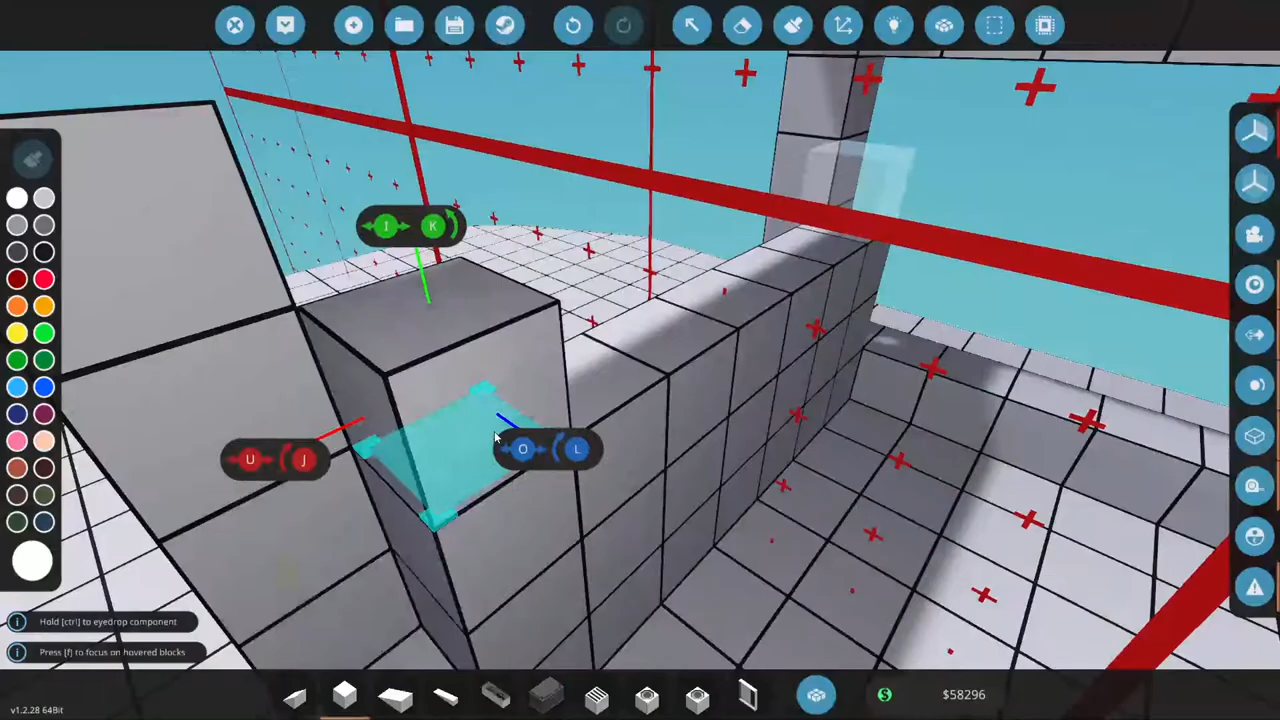 I K
U J
O L
Hold [ctrl] to eyedrop component
Press [f] to focus on hovered blocks
$ $58296
v1.2.28 64Bit